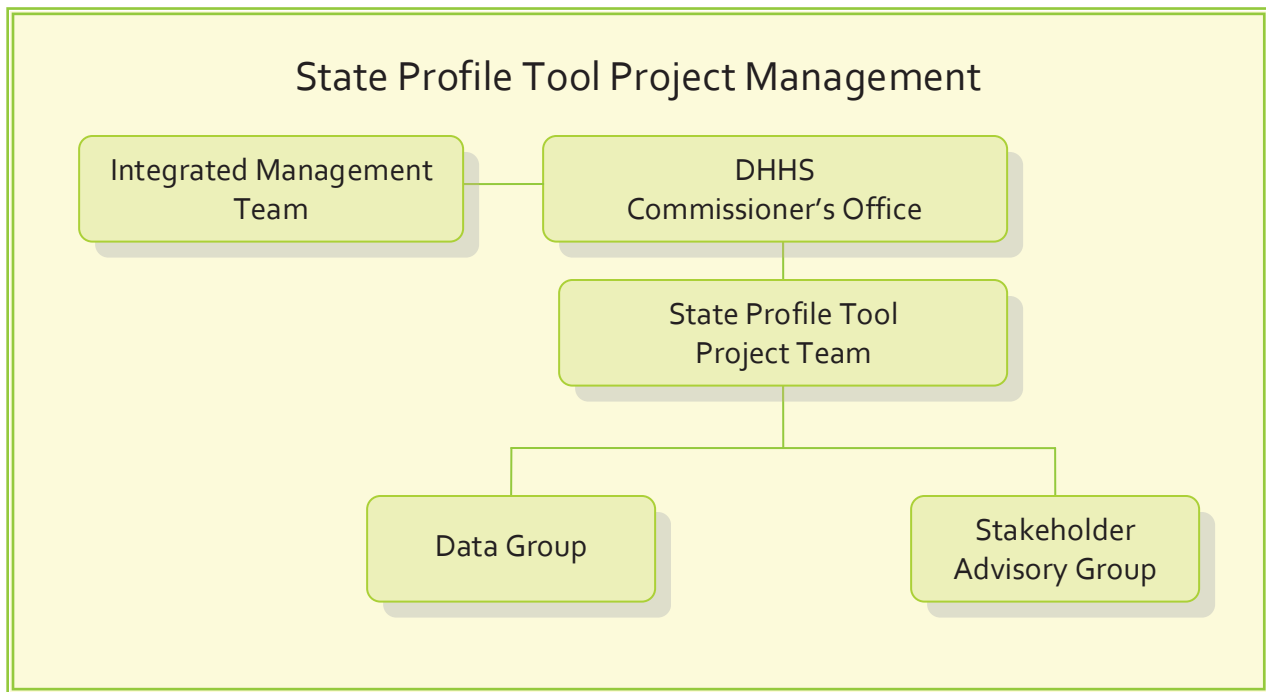 State Profile Tool Project Management
Integrated Management
Team
DHHS
Commissioner’s Office
State Profile Tool
Project Team
Data Group
Stakeholder
Advisory Group